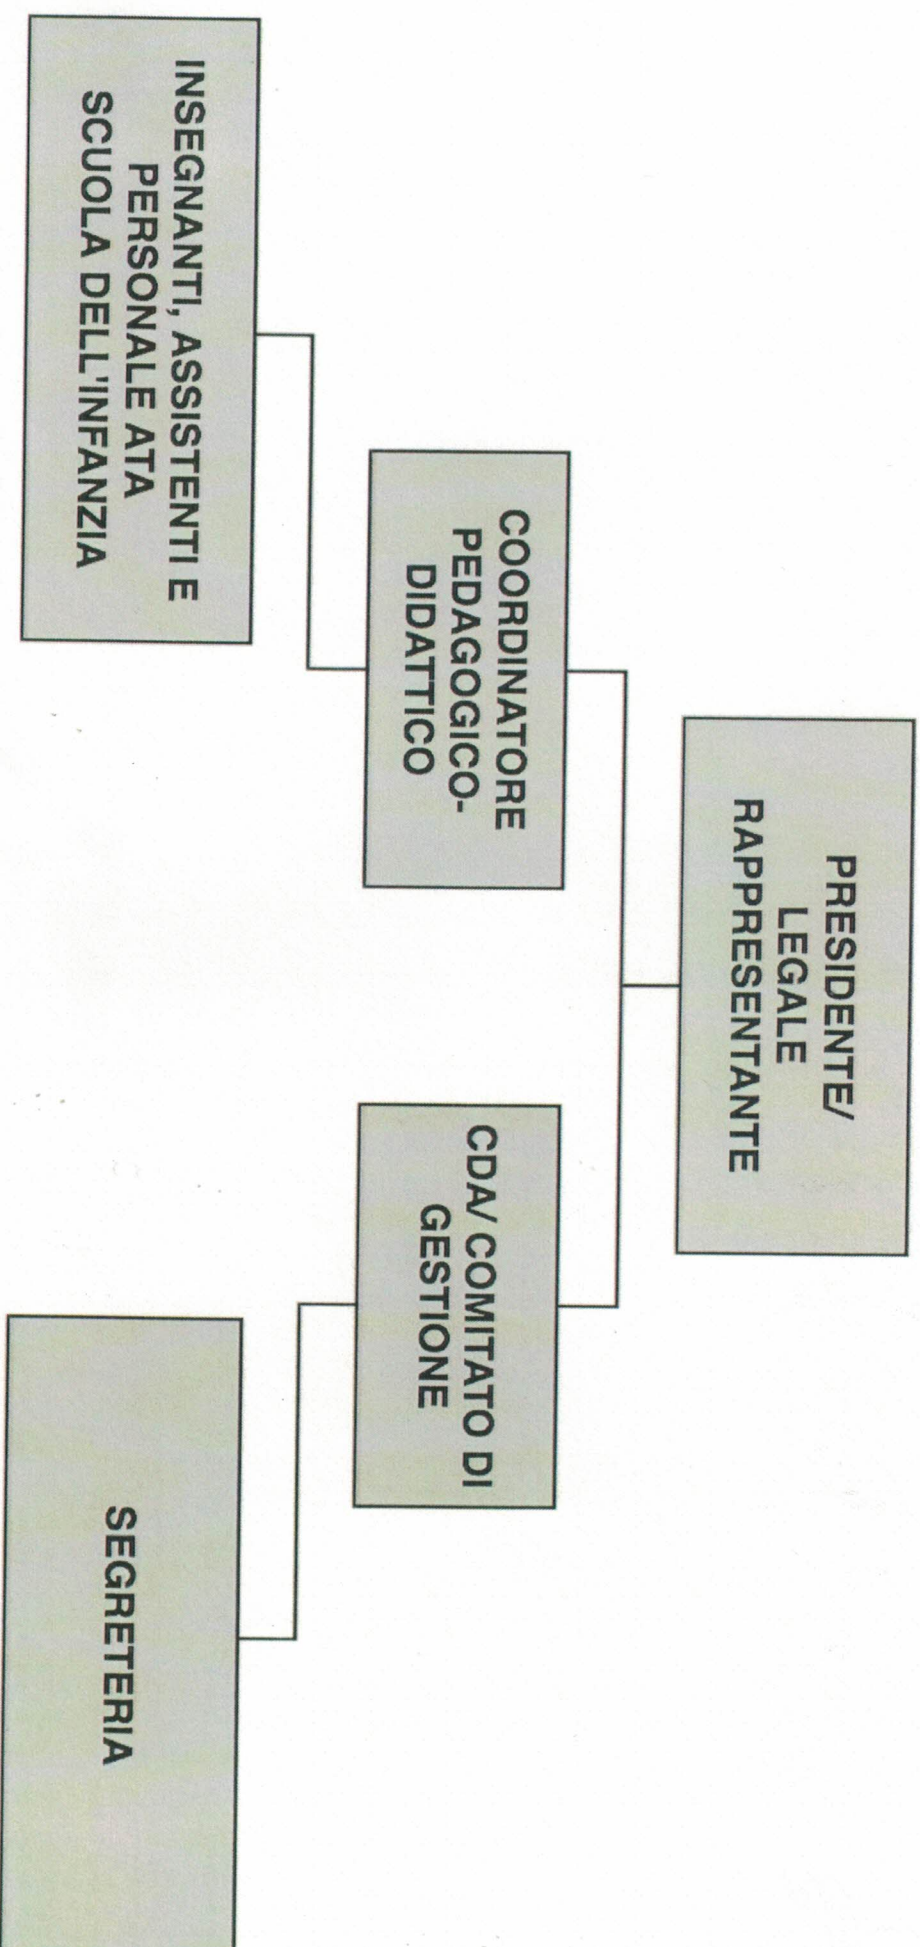 PRESIDENTE/
LEGALE
RAPPRESENTANTE
COORDINATORE
PEDAGOGICO-
DIDATTICO
CDA/ COMITATO DI
GESTIONE
INSEGNANTI, ASSISTENTI E
PERSONALE ATA
SCUOLA DELL'INFANZIA
SEGRETERIA